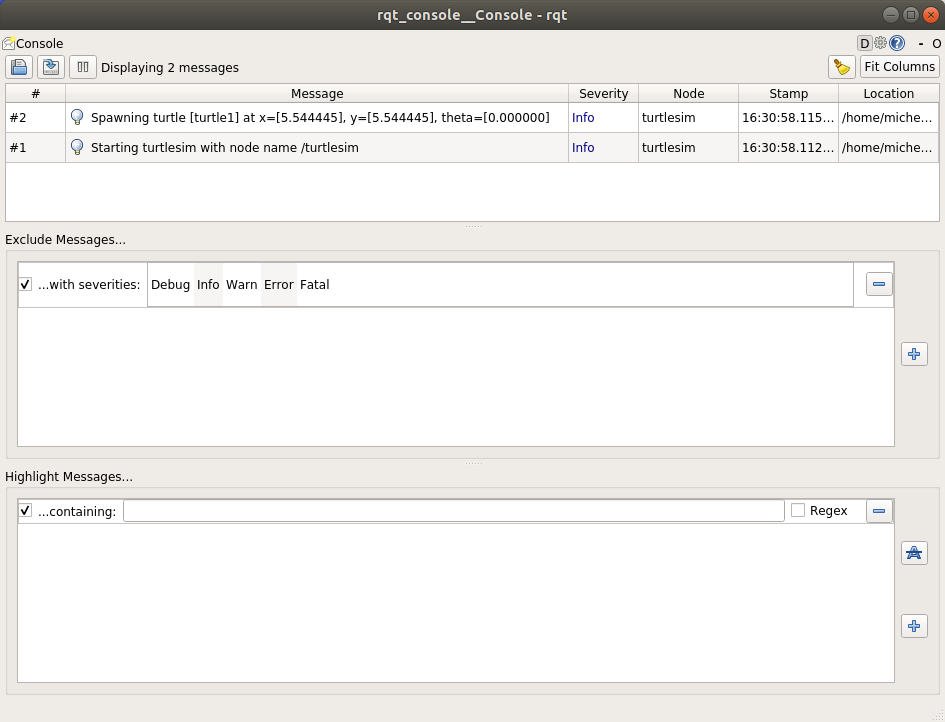 rqt_console__Console - rqt
Console D ? - O
Displaying 2 messages Fit Columns
# Message Severity Node Stamp Location
#2 Spawning turtle [turtle1] at x=[5.544445], y=[5.544445], theta=[0.000000] Info turtlesim 16:30:58.115... /home/miche...
#1 Starting turtlesim with node name /turtlesim Info turtlesim 16:30:58.112... /home/miche...
Exclude Messages...
...with severities: Debug Info Warn Error Fatal
Highlight Messages...
...containing: Regex
A